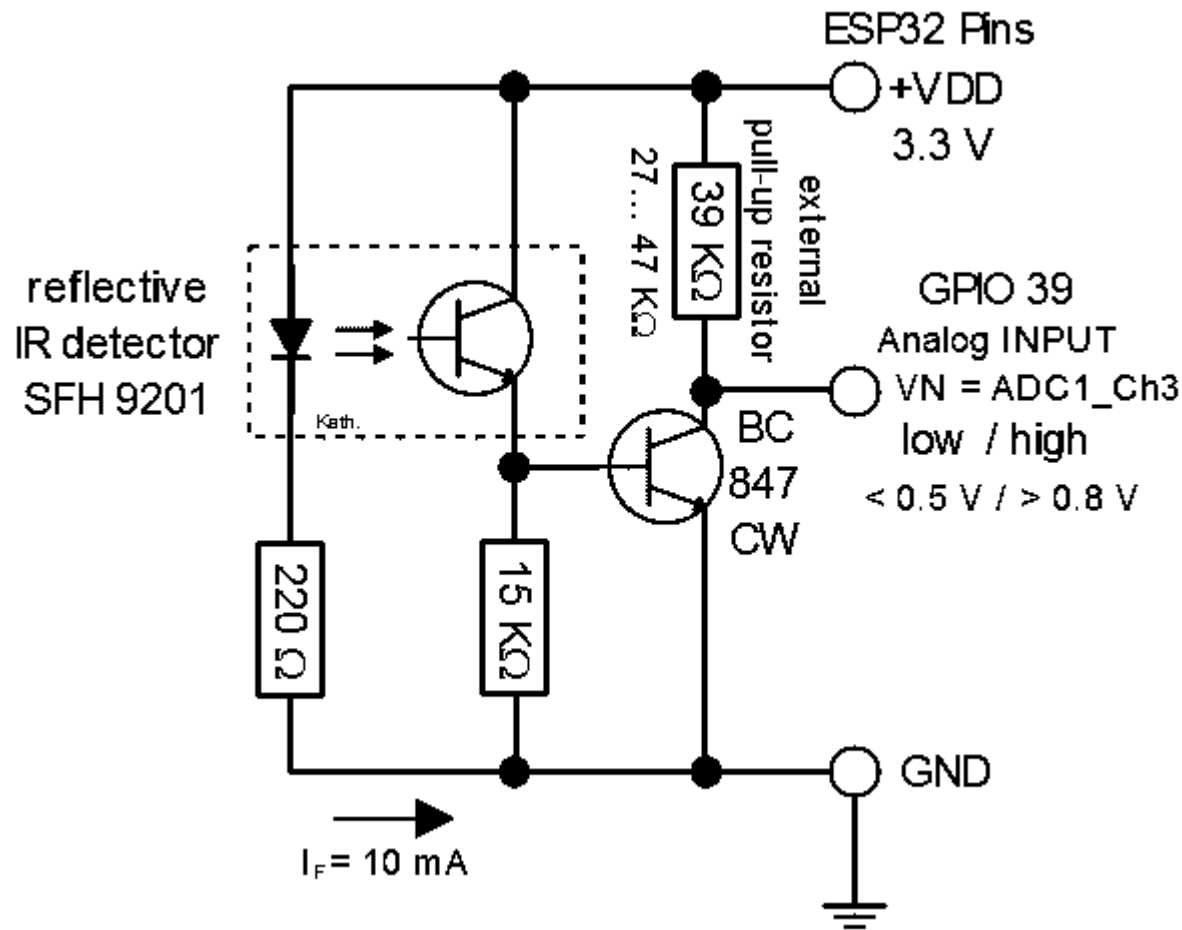 ESP32 Pins
+VDD
3.3 V
external
pull-up resistor
27... 47 KΩ
39 KΩ
reflective
IR detector
SFH 9201
Kath.
GPIO 39
Analog INPUT
VN = ADC1_Ch3
low / high
< 0.5 V / > 0.8 V
BC
847
CW
220 Ω
15 KΩ
GND
IF = 10 mA